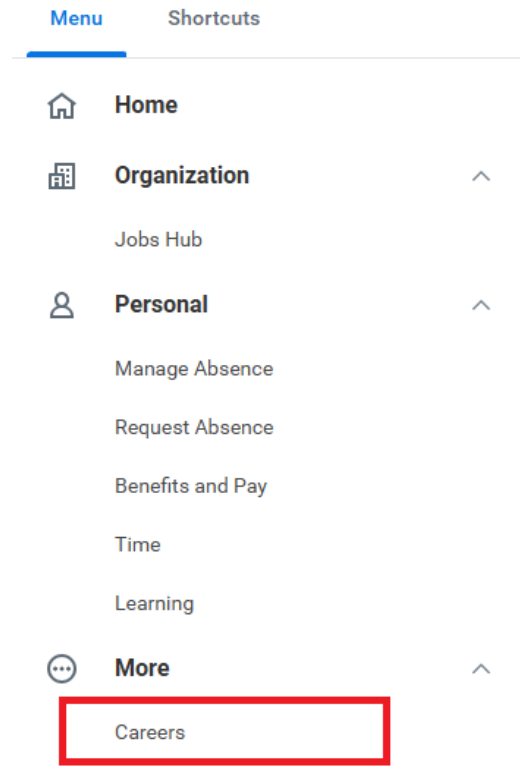 Menu Shortcuts
Home
Organization
Jobs Hub
Personal
Manage Absence
Request Absence
Benefits and Pay
Time
Learning
More
Careers